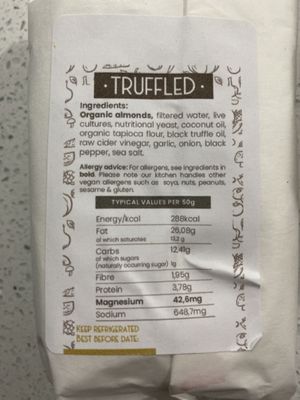 · TRUFFLED ·
Ingredients:
Organic almonds, filtered water, live
cultures, nutritional yeast, coconut oil,
organic tapioca flour, black truffle oil,
raw cider vinegar, garlic, onion, black
pepper, sea salt.
Allergy advice: For allergens, see ingredients in
bold. Please note our kitchen handles other
vegan allergens such as soya, nuts, peanuts,
sesame & gluten.
TYPICAL VALUES PER 50g
Energy/kcal 288kcal
Fat 26,08g
of which saturates 13,2 g
Carbs 12,41g
of which sugars
(naturally occurring sugar) 1g
Fibre 1,95g
Protein 3,78g
Magnesium 42,6mg
Sodium 648,7mg
KEEP REFRIGERATED
BEST BEFORE DATE: